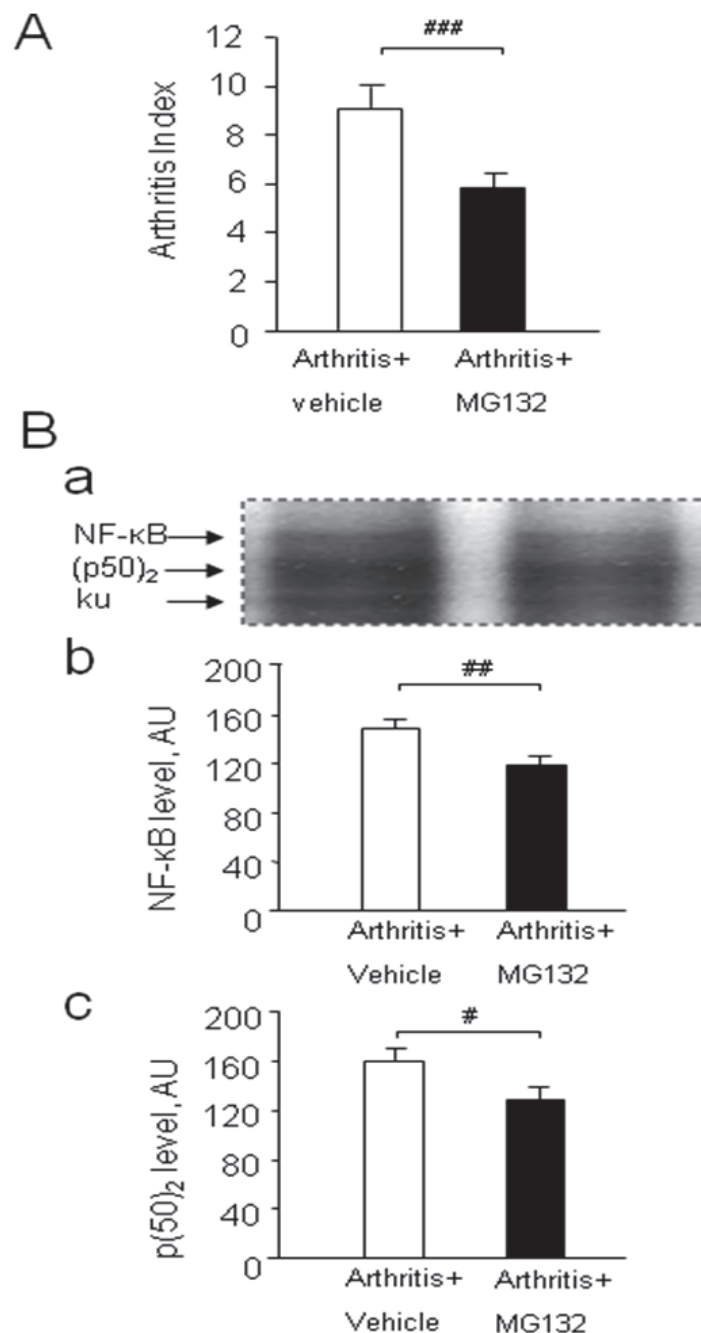 A
###
12
10
8
6
4
2
0
Arthritis Index
Arthritis+ vehicle
Arthritis+ MG132
B
a
NF-κB
(p50)₂
ku
b
##
200
160
120
80
40
0
NF-κB level, AU
Arthritis+ Vehicle
Arthritis+ MG132
c
#
200
160
120
80
40
0
p(50)₂ level, AU
Arthritis+ Vehicle
Arthritis+ MG132